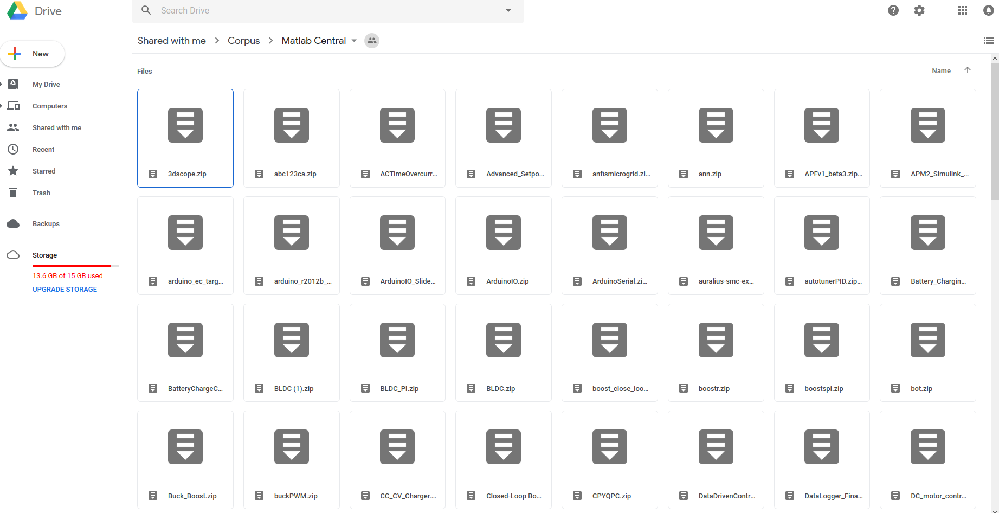 Drive
Search Drive
Shared with me > Corpus > Matlab Central
New
My Drive
Computers
Shared with me
Recent
Starred
Trash
Backups
Storage
13.6 GB of 15 GB used
UPGRADE STORAGE
Files
Name
3dscope.zip
abc123ca.zip
ACTimeOvercurr...
Advanced_Setpo...
anfismicrogrid.zi...
ann.zip
APFv1_beta3.zip...
APM2_Simulink_...
arduino_ec_targ...
arduino_r2012b_...
ArduinoIO_Slide...
ArduinoIO.zip
ArduinoSerial.zi...
auralius-smc-ex...
autotunerPID.zip...
Battery_Chargin...
BatteryChargeC...
BLDC (1).zip
BLDC_PI.zip
BLDC.zip
boost_close_loo...
boostr.zip
boostspi.zip
bot.zip
Buck_Boost.zip
buckPWM.zip
CC_CV_Charger....
Closed-Loop Bo...
CPYQPC.zip
DataDrivenContr...
DataLogger_Fina...
DC_motor_contr...